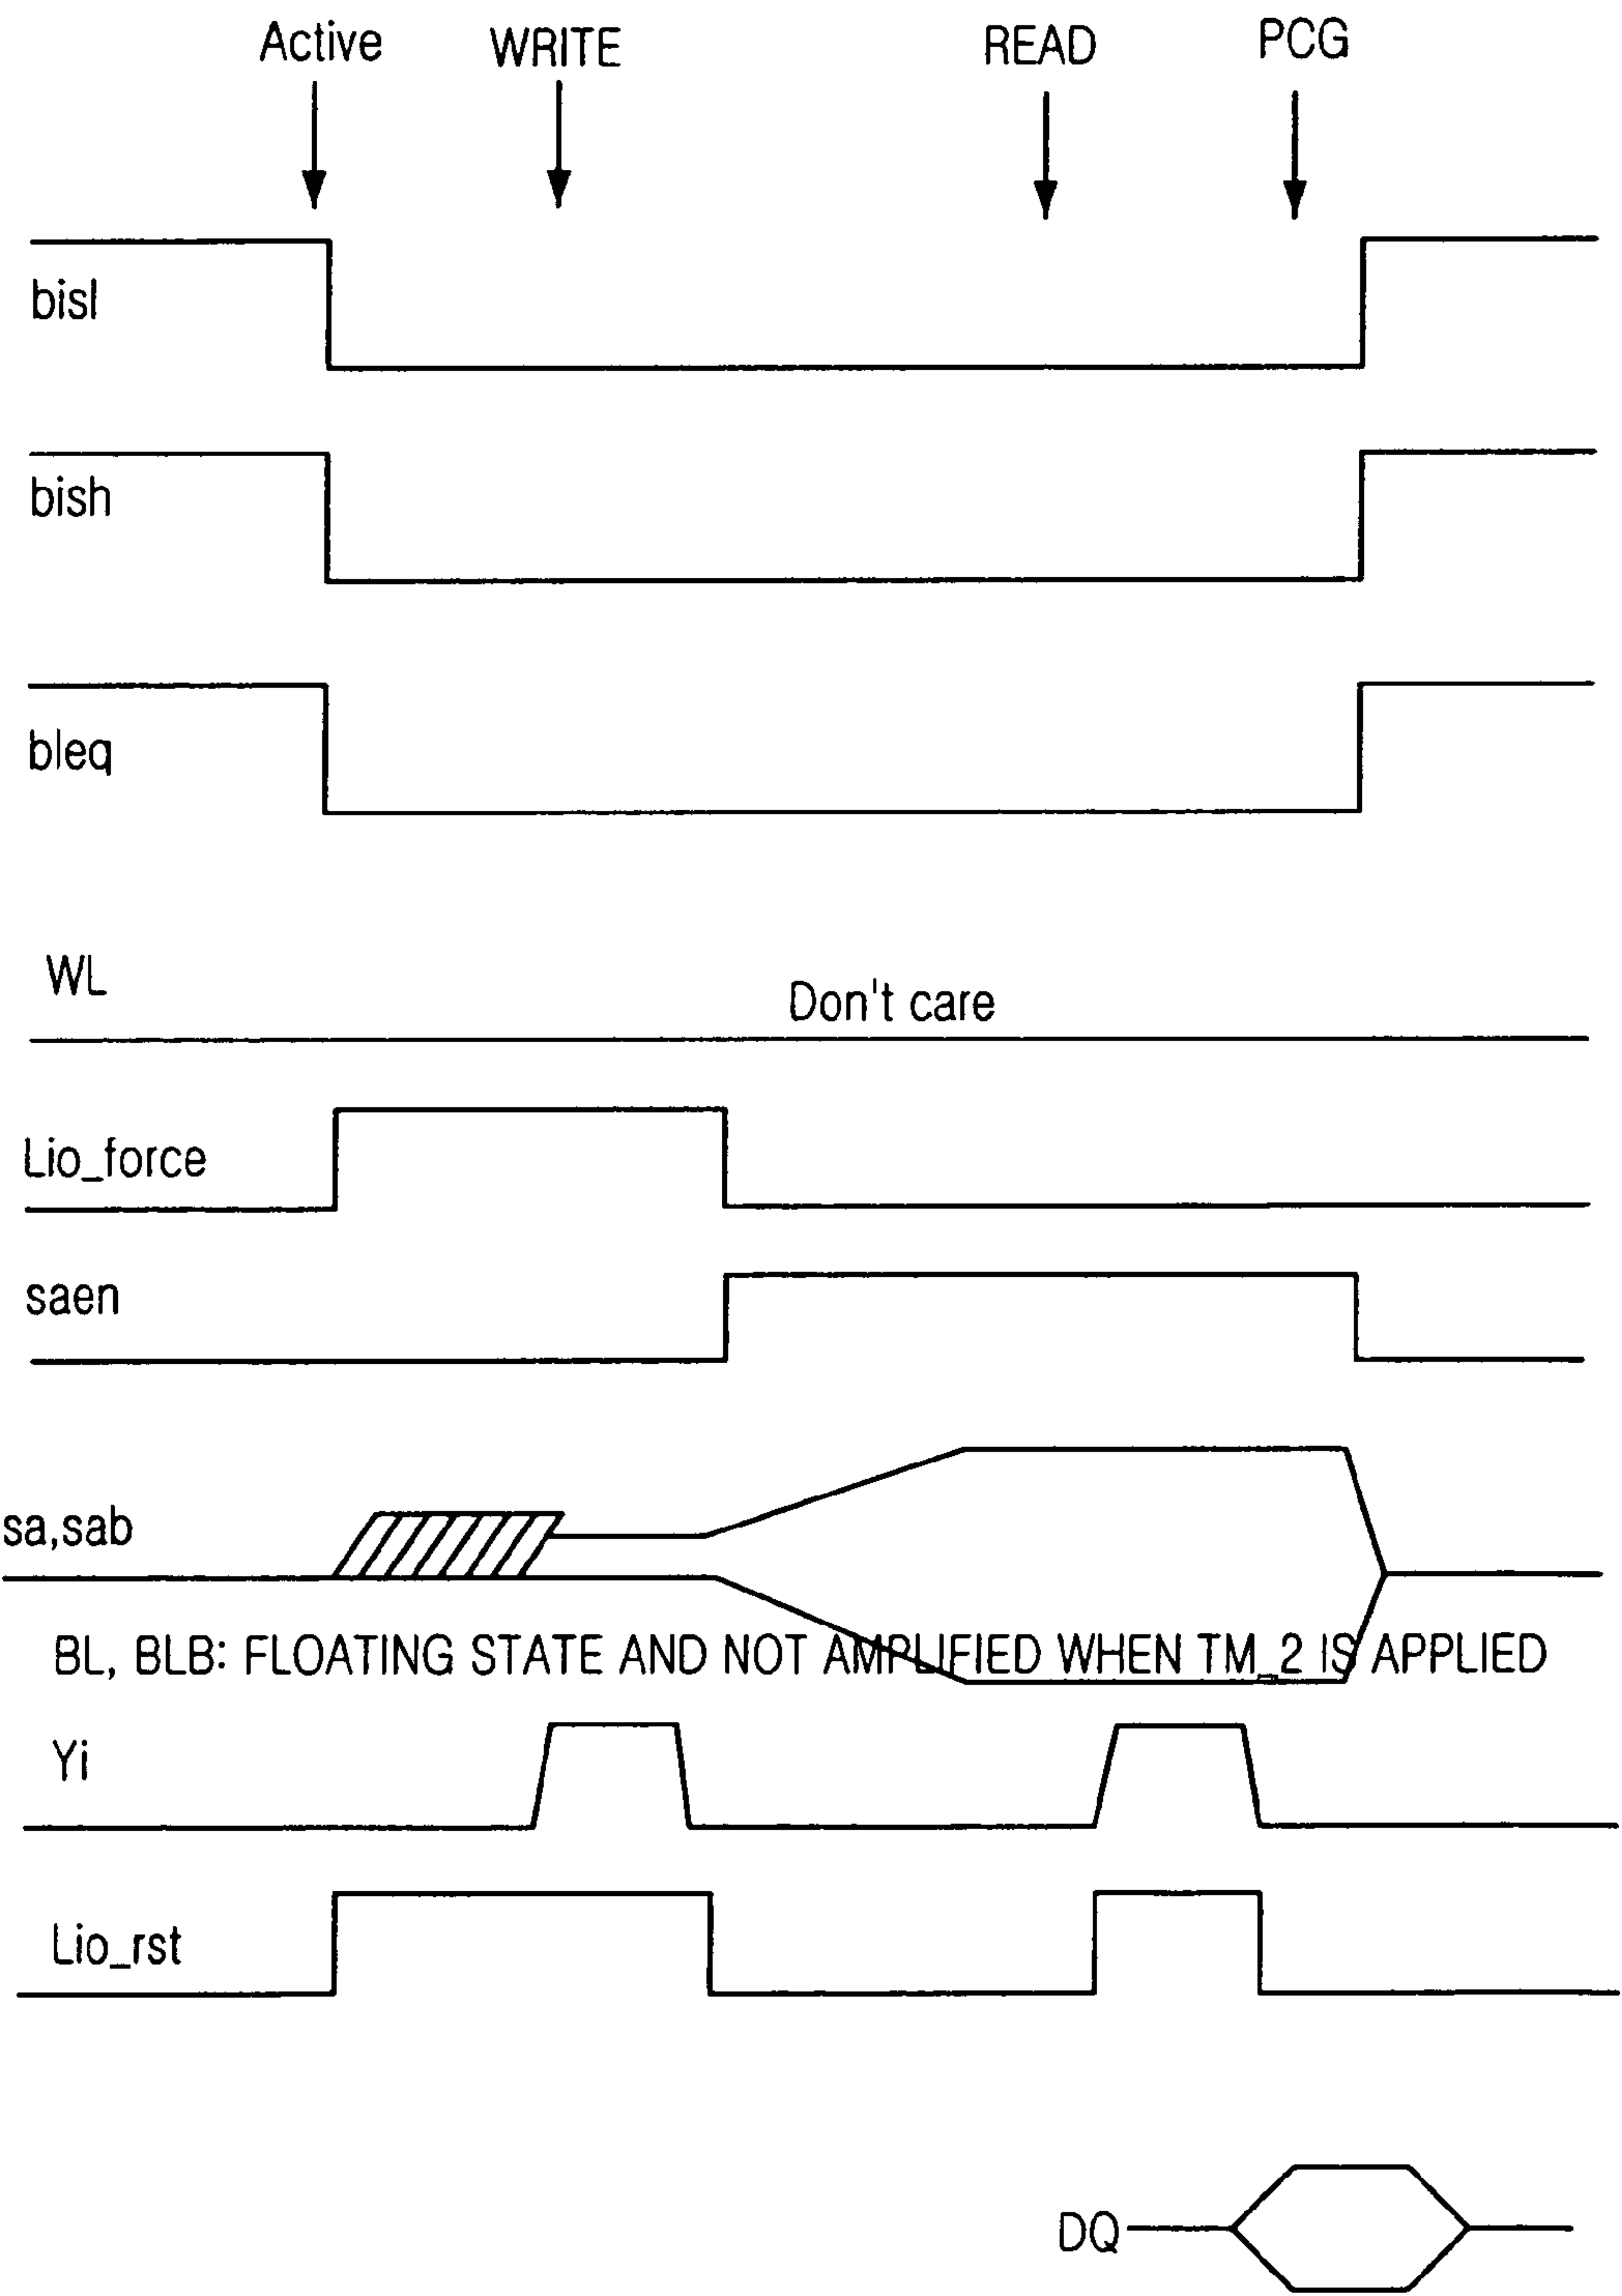 Active WRITE READ PCG
bisl
bish
bleq
WL
Don't care
Lio_force
saen
sa,sab
BL, BLB: FLOATING STATE AND NOT AMPLIFIED WHEN TM_2 IS APPLIED
Yi
Lio_rst
DQ